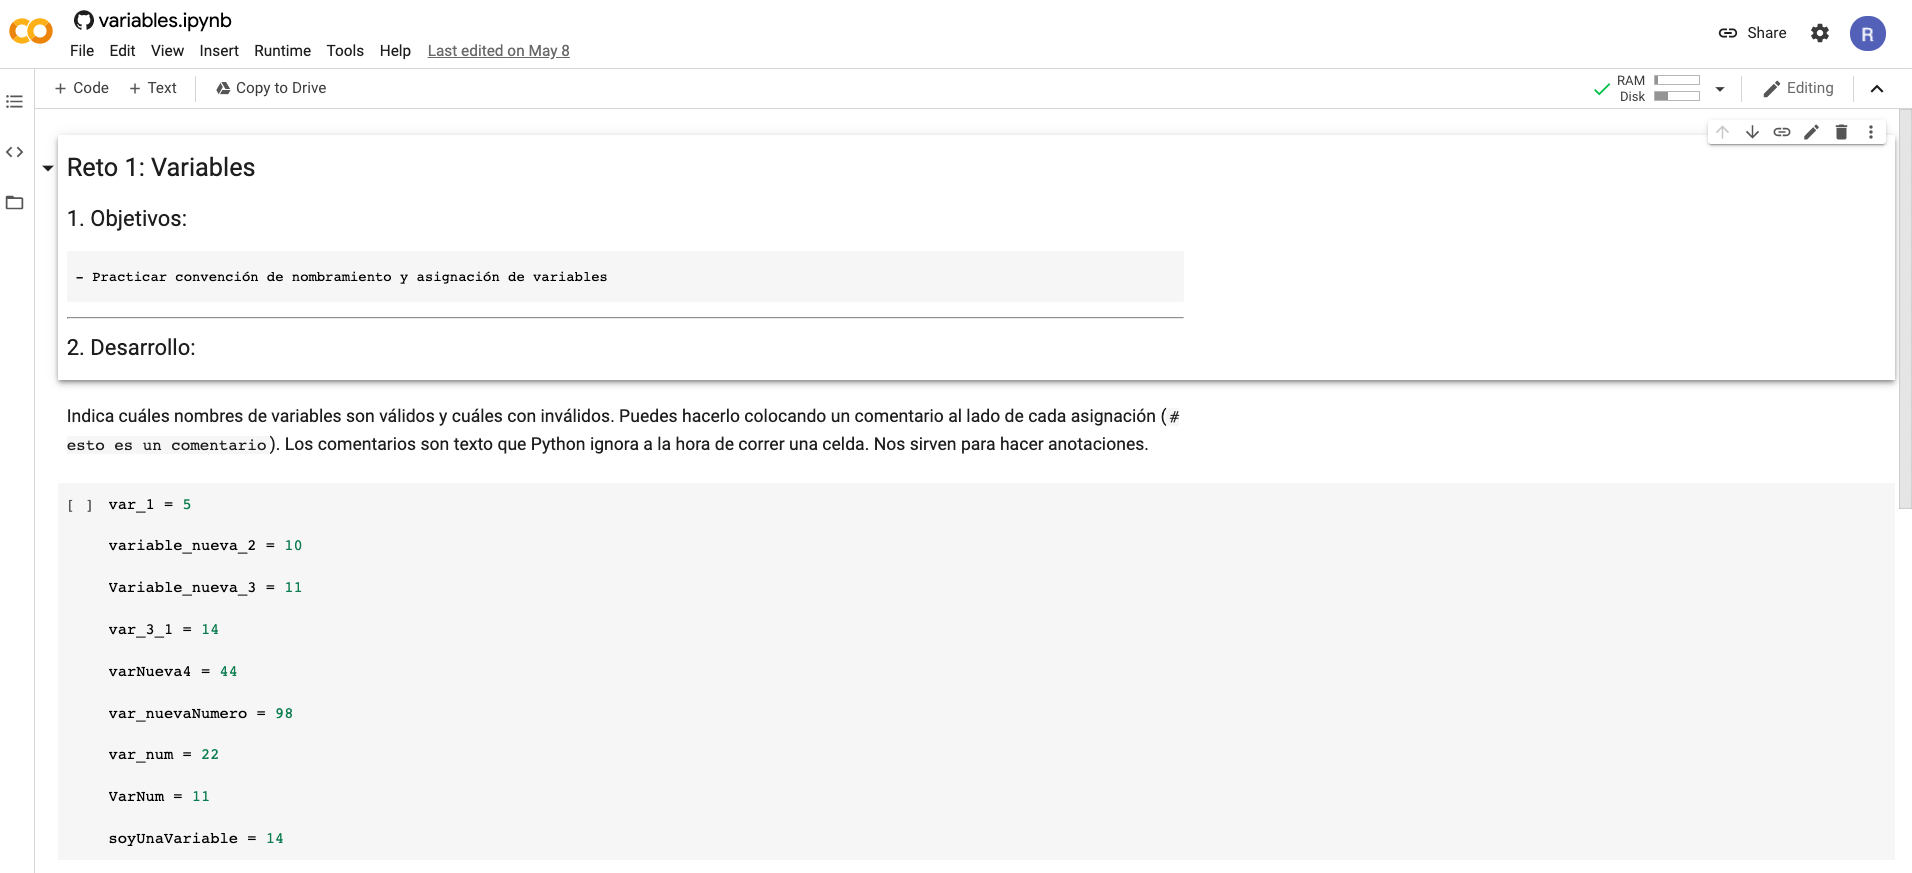 variables.ipynb
File Edit View Insert Runtime Tools Help Last edited on May 8
Share
R
+ Code + Text Copy to Drive
RAM
Disk
Editing
Reto 1: Variables
1. Objetivos:
- Practicar convención de nombramiento y asignación de variables
2. Desarrollo:
Indica cuáles nombres de variables son válidos y cuáles con inválidos. Puedes hacerlo colocando un comentario al lado de cada asignación (#
esto es un comentario). Los comentarios son texto que Python ignora a la hora de correr una celda. Nos sirven para hacer anotaciones.
[ ] var_1 = 5
variable_nueva_2 = 10
Variable_nueva_3 = 11
var_3_1 = 14
varNueva4 = 44
var_nuevaNumero = 98
var_num = 22
VarNum = 11
soyUnaVariable = 14